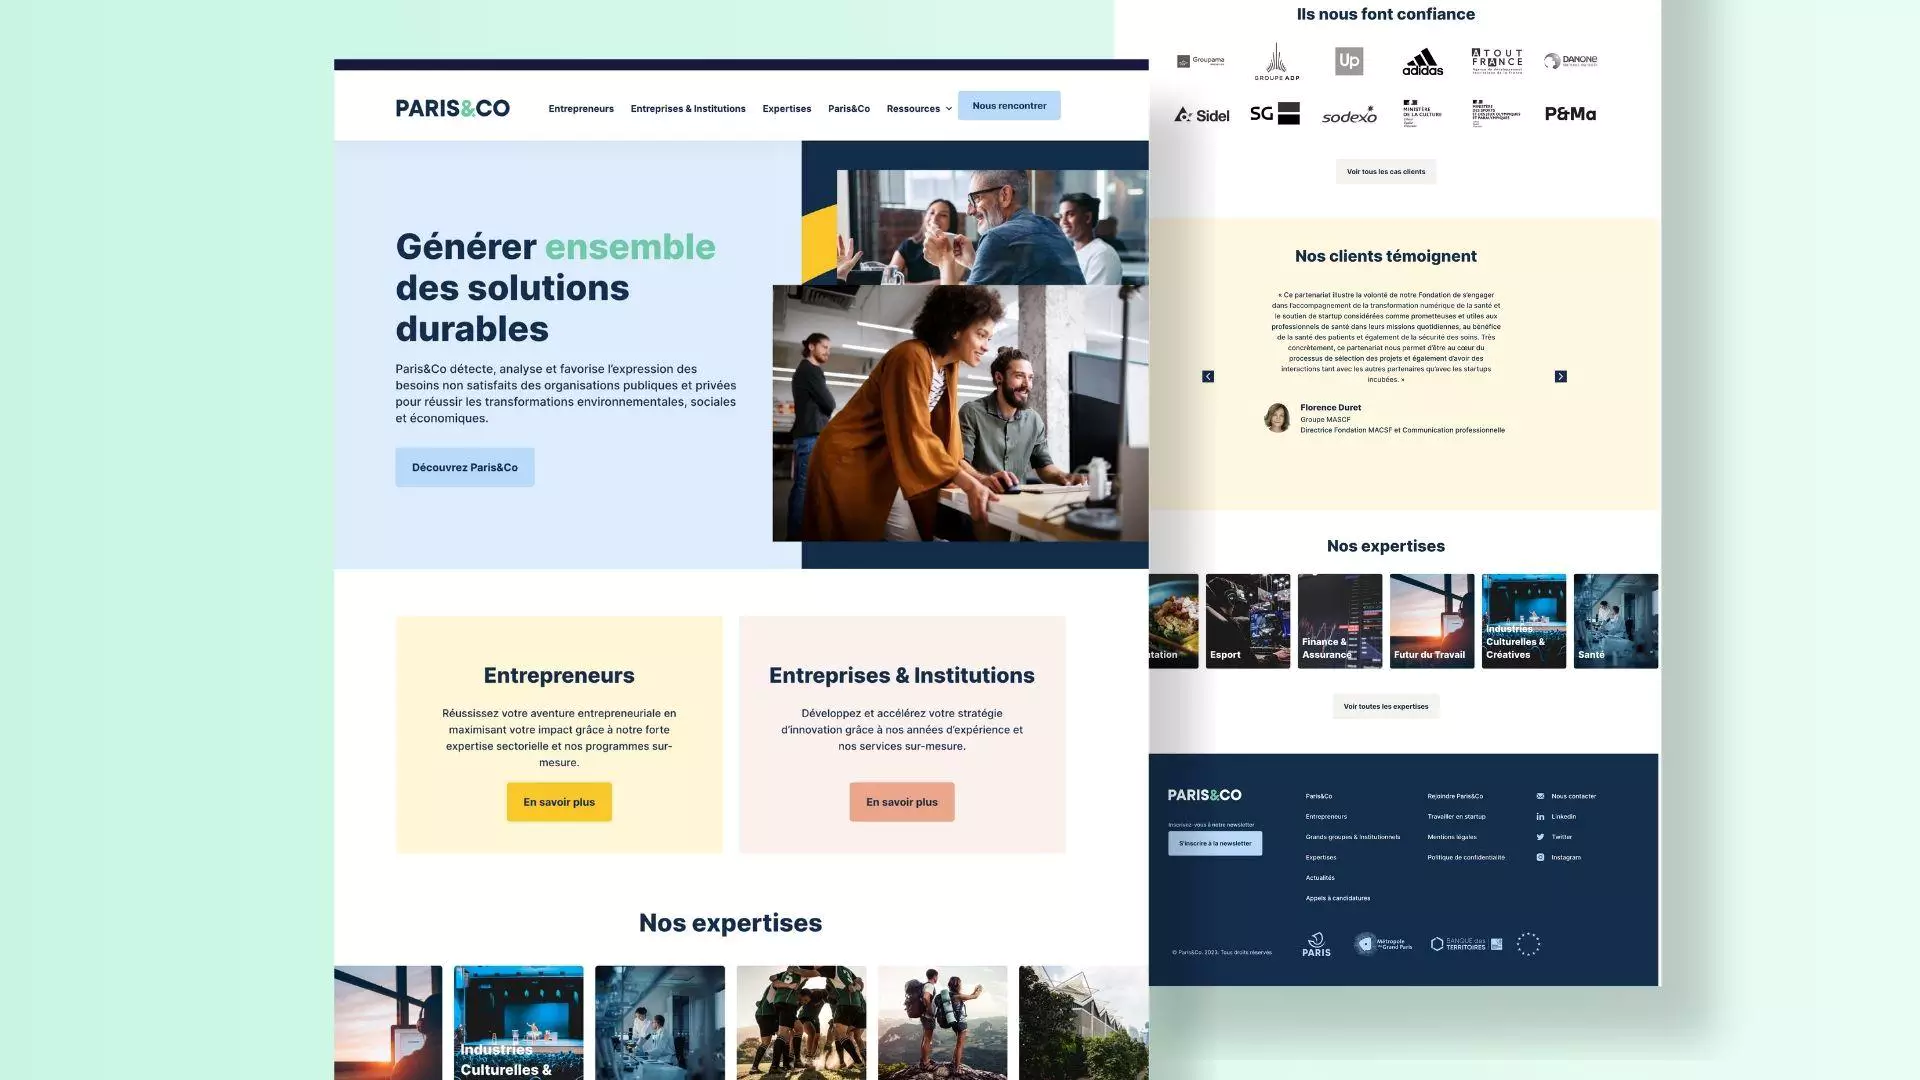 PARIS&CO
Entrepreneurs
Entreprises & Institutions
Expertises
Paris&Co
Ressources
Nous rencontrer
Générer ensemble
des solutions
durables
Paris&Co détecte, analyse et favorise l'expression des
besoins non satisfaits des organisations publiques et privées
pour réussir les transformations environnementales, sociales
et économiques.
Découvrez Paris&Co
Entrepreneurs
Réussissez votre aventure entrepreneuriale en
maximisant votre impact grâce à notre forte
expertise sectorielle et nos programmes sur-
mesure.
En savoir plus
Entreprises & Institutions
Développez et accélérez votre stratégie
d'innovation grâce à nos années d'expérience et
nos services sur-mesure.
En savoir plus
Nos expertises
Industries
Culturelles &
Ils nous font confiance
Groupama
GROUPE ADP
Up
adidas
ATOUT
FRANCE
DANONE
Sidel
SG
sodexo
MINISTÈRE
DE LA CULTURE
MINISTÈRE
DES SPORTS
ET DES JEUX OLYMPIQUES
ET PARALYMPIQUES
P&Ma
Voir tous les cas clients
Nos clients témoignent
« Ce partenariat illustre la volonté de notre Fondation de s'engager
dans l'accompagnement de la transformation numérique de la santé et
le soutien de startup considérées comme prometteuses et utiles aux
professionnels de santé dans leurs missions quotidiennes, au bénéfice
de la santé des patients et également de la sécurité des soins. Très
concrètement, ce partenariat nous permet d'être au cœur du
processus de sélection des projets et également d'avoir des
interactions tant avec les autres partenaires qu'avec les startups
incubées. »
Florence Duret
Groupe MASCF
Directrice Fondation MACSF et Communication professionnelle
Nos expertises
tation
Esport
Finance &
Assurance
Futur du Travail
Industries
Culturelles &
Créatives
Santé
Voir toutes les expertises
PARIS&CO
Inscrivez-vous à notre newsletter
S'inscrire à la newsletter
Paris&Co
Entrepreneurs
Grands groupes & Institutionnels
Expertises
Actualités
Appels à candidatures
Rejoindre Paris&Co
Travailler en startup
Mentions légales
Politique de confidentialité
Nous contacter
Linkedin
Twitter
Instagram
© Paris&Co. 2023. Tous droits réservés
PARIS
Métropole
du Grand Paris
BANQUE des
TERRITOIRES